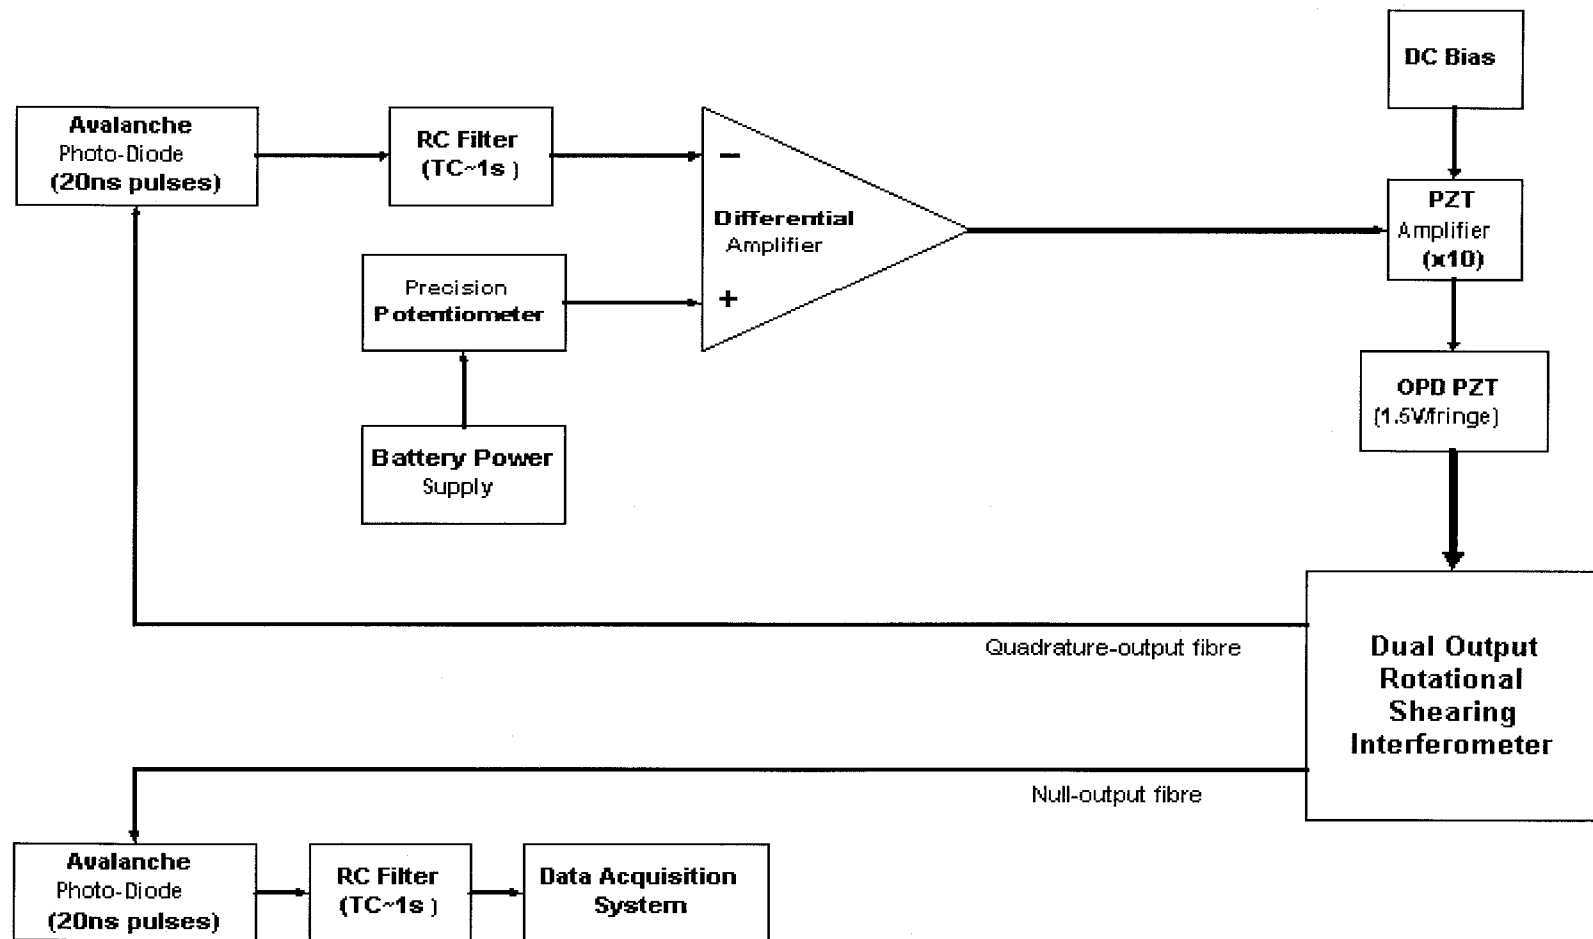 DC Bias
Avalanche
Photo-Diode
(20ns pulses)
RC Filter
(TC~1s )
−
Differential
Amplifier
+
PZT
Amplifier
(x10)
Precision
Potentiometer
OPD PZT
(1.5V/fringe)
Battery Power
Supply
Quadrature-output fibre
Dual Output
Rotational
Shearing
Interferometer
Null-output fibre
Avalanche
Photo-Diode
(20ns pulses)
RC Filter
(TC~1s )
Data Acquisition
System